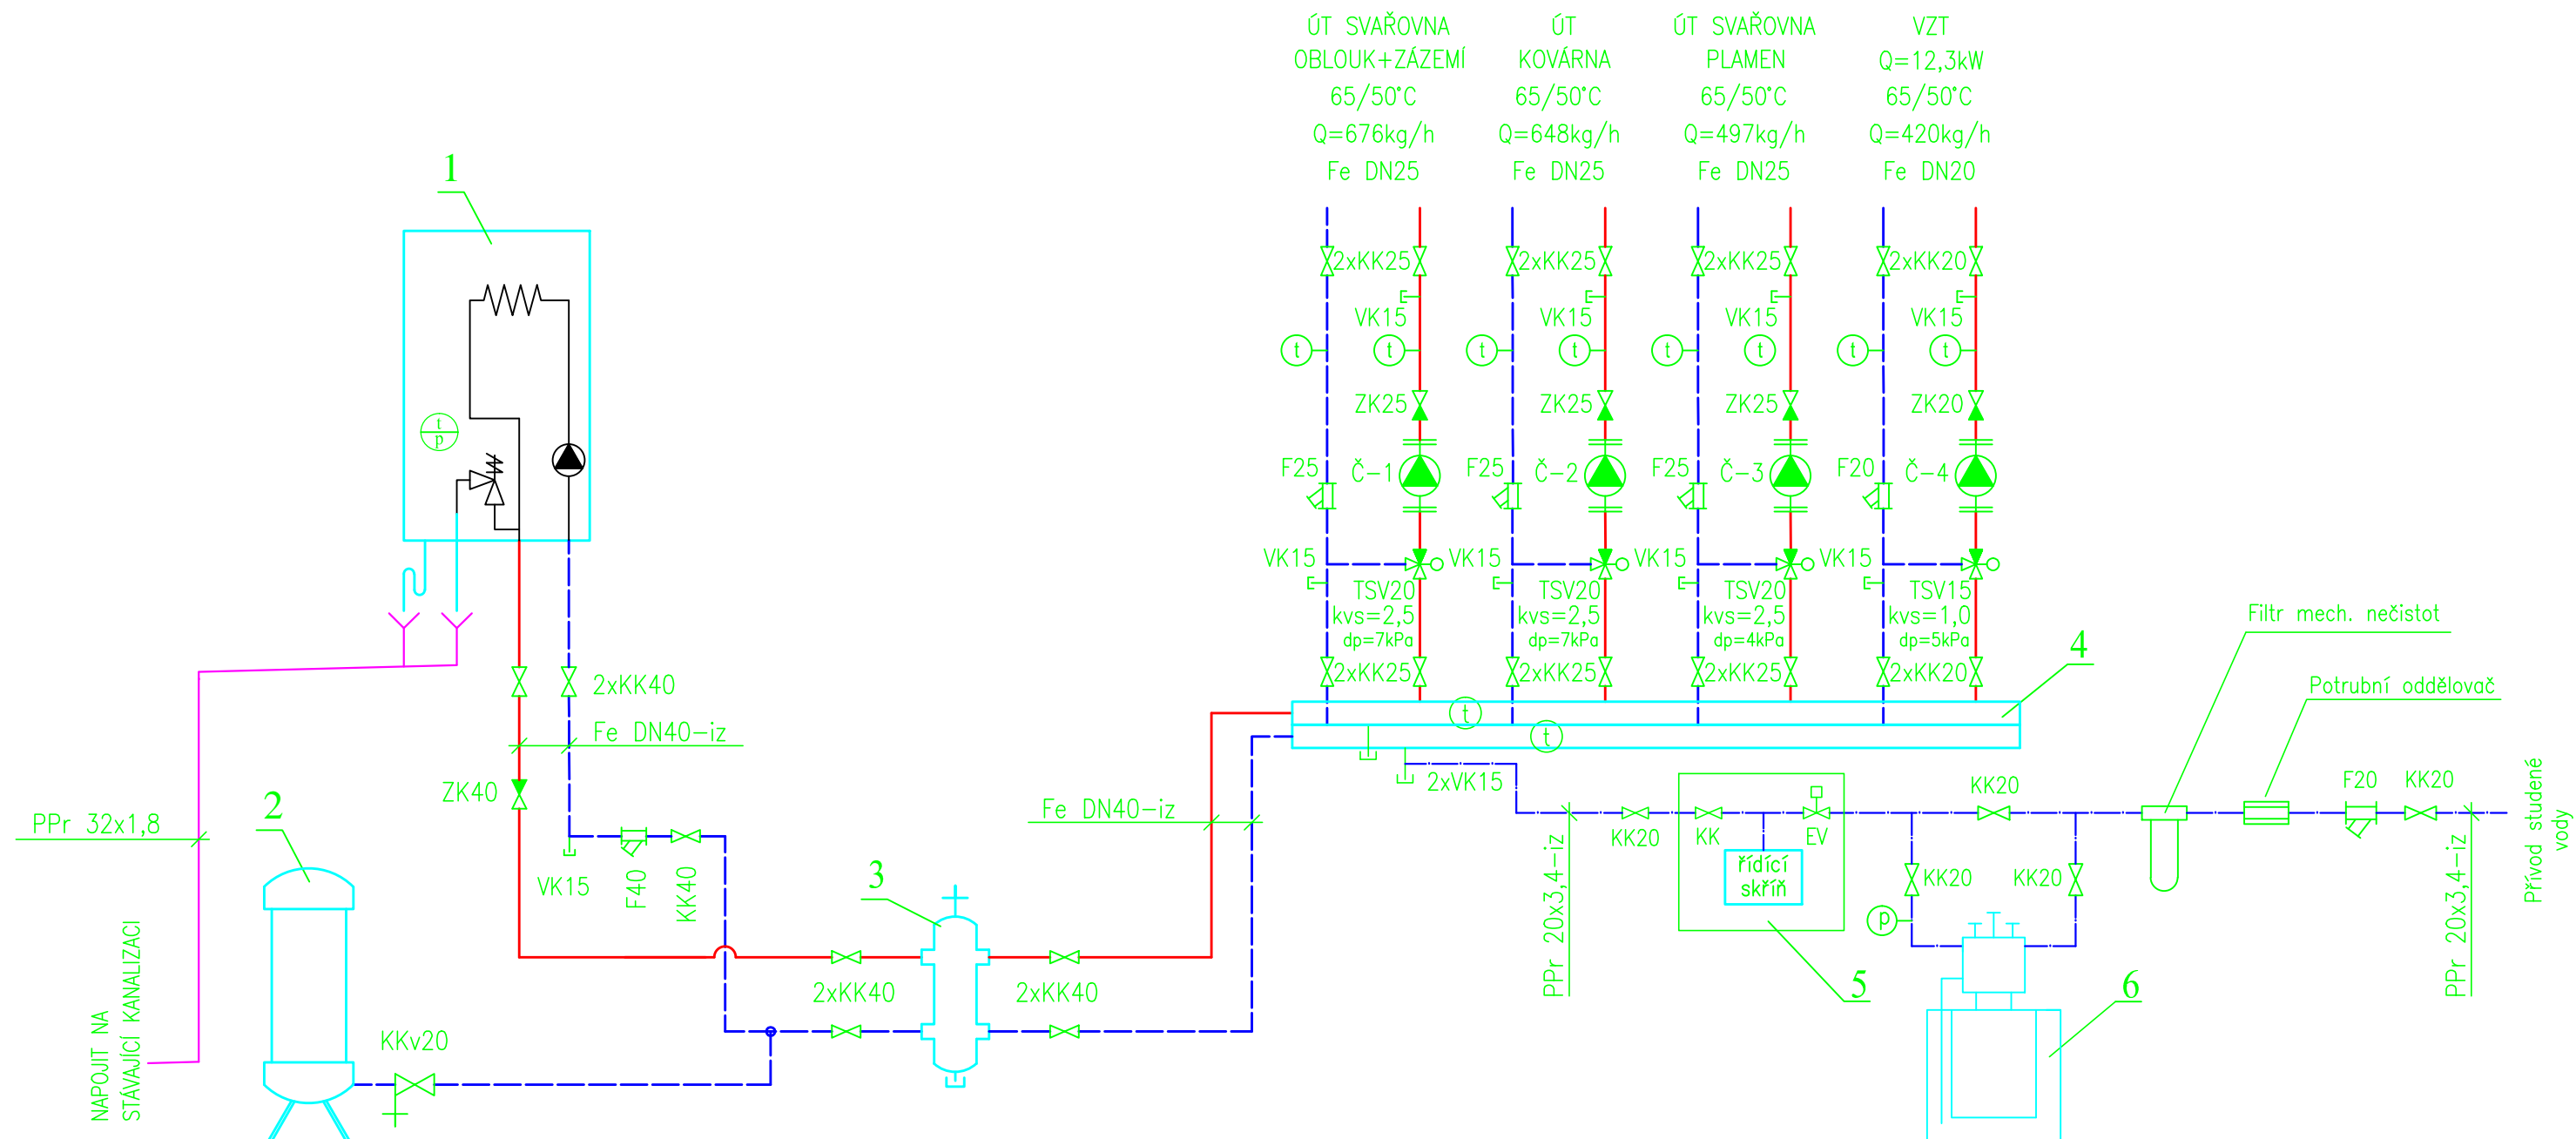 ÚT SVAŘOVNA
OBLOUK+ZÁZEMÍ
65/50°C
Q=676kg/h
Fe DN25
ÚT
KOVÁRNA
65/50°C
Q=648kg/h
Fe DN25
ÚT SVAŘOVNA
PLAMEN
65/50°C
Q=497kg/h
Fe DN25
VZT
Q=12,3kW
65/50°C
Q=420kg/h
Fe DN20
1
2xKK25
2xKK25
2xKK25
2xKK20
VK15
VK15
VK15
VK15
t
t
t
t
t
t
t
t
ZK25
ZK25
ZK25
ZK20
t
p
F25
Č-1
F25
Č-2
F25
Č-3
F20
Č-4
VK15
VK15
VK15
VK15
TSV20
kvs=2,5
dp=7kPa
TSV20
kvs=2,5
dp=7kPa
TSV20
kvs=2,5
dp=4kPa
TSV15
kvs=1,0
dp=5kPa
2xKK25
2xKK25
2xKK25
2xKK20
4
t
t
Filtr mech. nečistot
Potrubní oddělovač
2xKK40
Fe DN40-iz
ZK40
PPr 32x1,8
2
VK15
F40
KK40
Fe DN40-iz
3
2xVK15
KK20
KK20
KK
EV
řídící
skříň
F20
KK20
KK20
KK20
p
PPr 20x3,4-iz
PPr 20x3,4-iz
Přívod studené
vody
5
6
2xKK40
2xKK40
KKv20
NAPOJIT NA
STÁVAJÍCÍ KANALIZACI